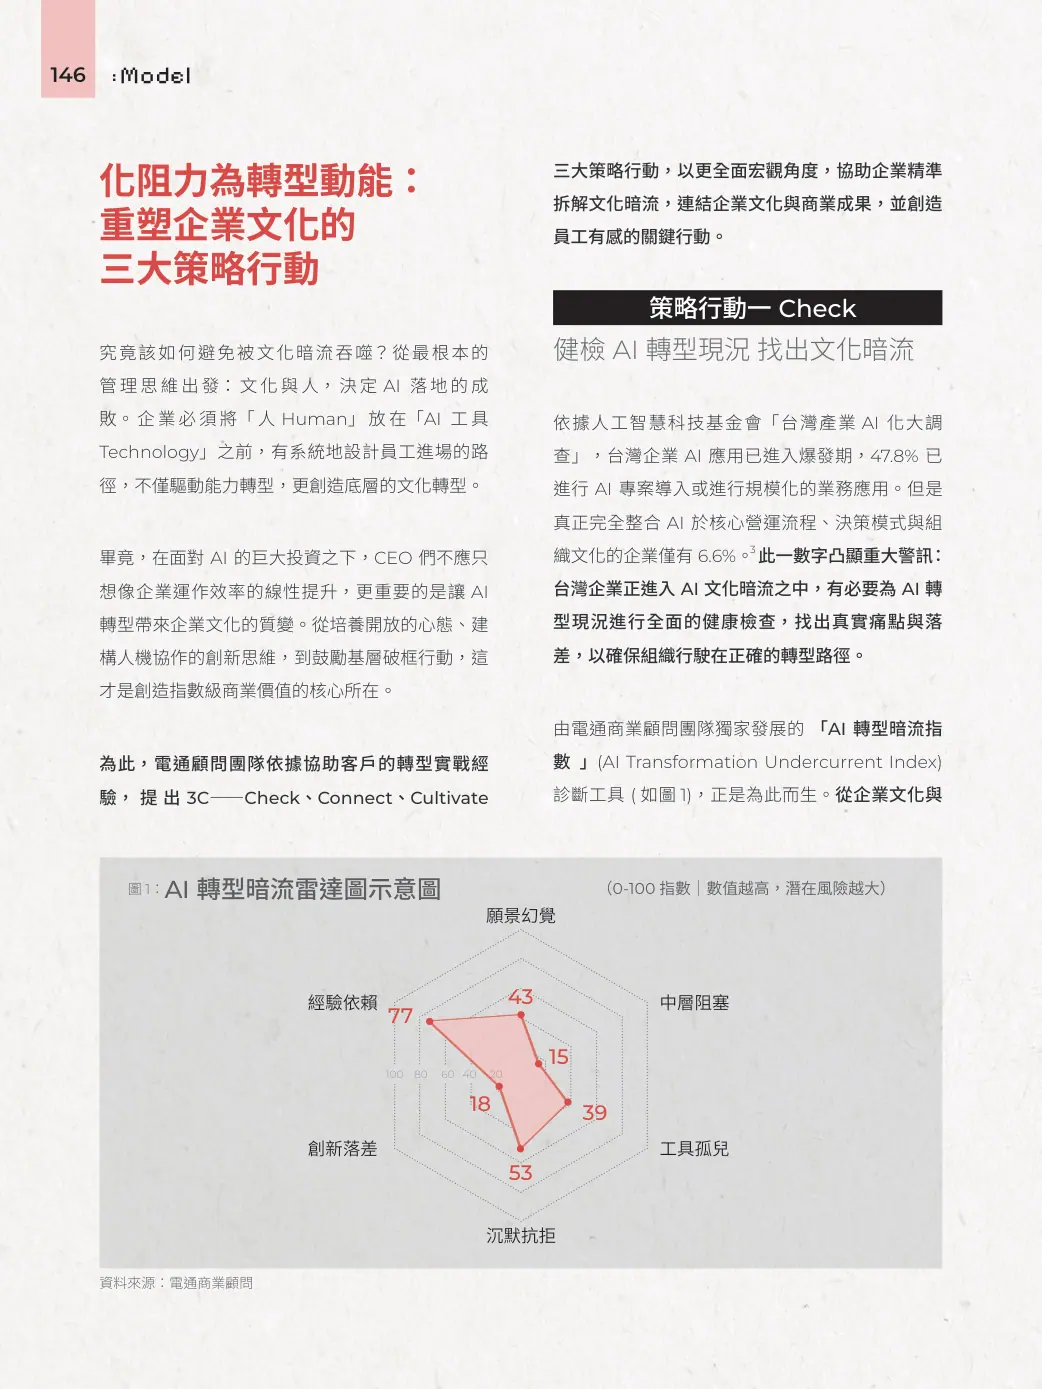 146
:Model
化阻力為轉型動能：
重塑企業文化的
三大策略行動
究竟該如何避免被文化暗流吞噬？從最根本的
管理思維出發：文化與人，決定 AI 落地的成
敗。企業必須將「人 Human」放在「AI 工具
Technology」之前，有系統地設計員工進場的路
徑，不僅驅動能力轉型，更創造底層的文化轉型。
畢竟，在面對 AI 的巨大投資之下，CEO 們不應只
想像企業運作效率的線性提升，更重要的是讓 AI
轉型帶來企業文化的質變。從培養開放的心態、建
構人機協作的創新思維，到鼓勵基層破框行動，這
才是創造指數級商業價值的核心所在。
為此，電通顧問團隊依據協助客戶的轉型實戰經
驗，提出 3C——Check、Connect、Cultivate
三大策略行動，以更全面宏觀角度，協助企業精準
拆解文化暗流，連結企業文化與商業成果，並創造
員工有感的關鍵行動。
策略行動一 Check
健檢 AI 轉型現況 找出文化暗流
依據人工智慧科技基金會「台灣產業 AI 化大調
查」，台灣企業 AI 應用已進入爆發期，47.8% 已
進行 AI 專案導入或進行規模化的業務應用。但是
真正完全整合 AI 於核心營運流程、決策模式與組
織文化的企業僅有 6.6%。3 此一數字凸顯重大警訊：
台灣企業正進入 AI 文化暗流之中，有必要為 AI 轉
型現況進行全面的健康檢查，找出真實痛點與落
差，以確保組織行駛在正確的轉型路徑。
由電通商業顧問團隊獨家發展的 「AI 轉型暗流指
數 」(AI Transformation Undercurrent Index)
診斷工具 ( 如圖 1)，正是為此而生。從企業文化與
圖 1：AI 轉型暗流雷達圖示意圖
（0-100 指數｜數值越高，潛在風險越大）
願景幻覺
經驗依賴
中層阻塞
77
43
15
100 80 60 40 20
18
39
創新落差
工具孤兒
53
沉默抗拒
資料來源：電通商業顧問